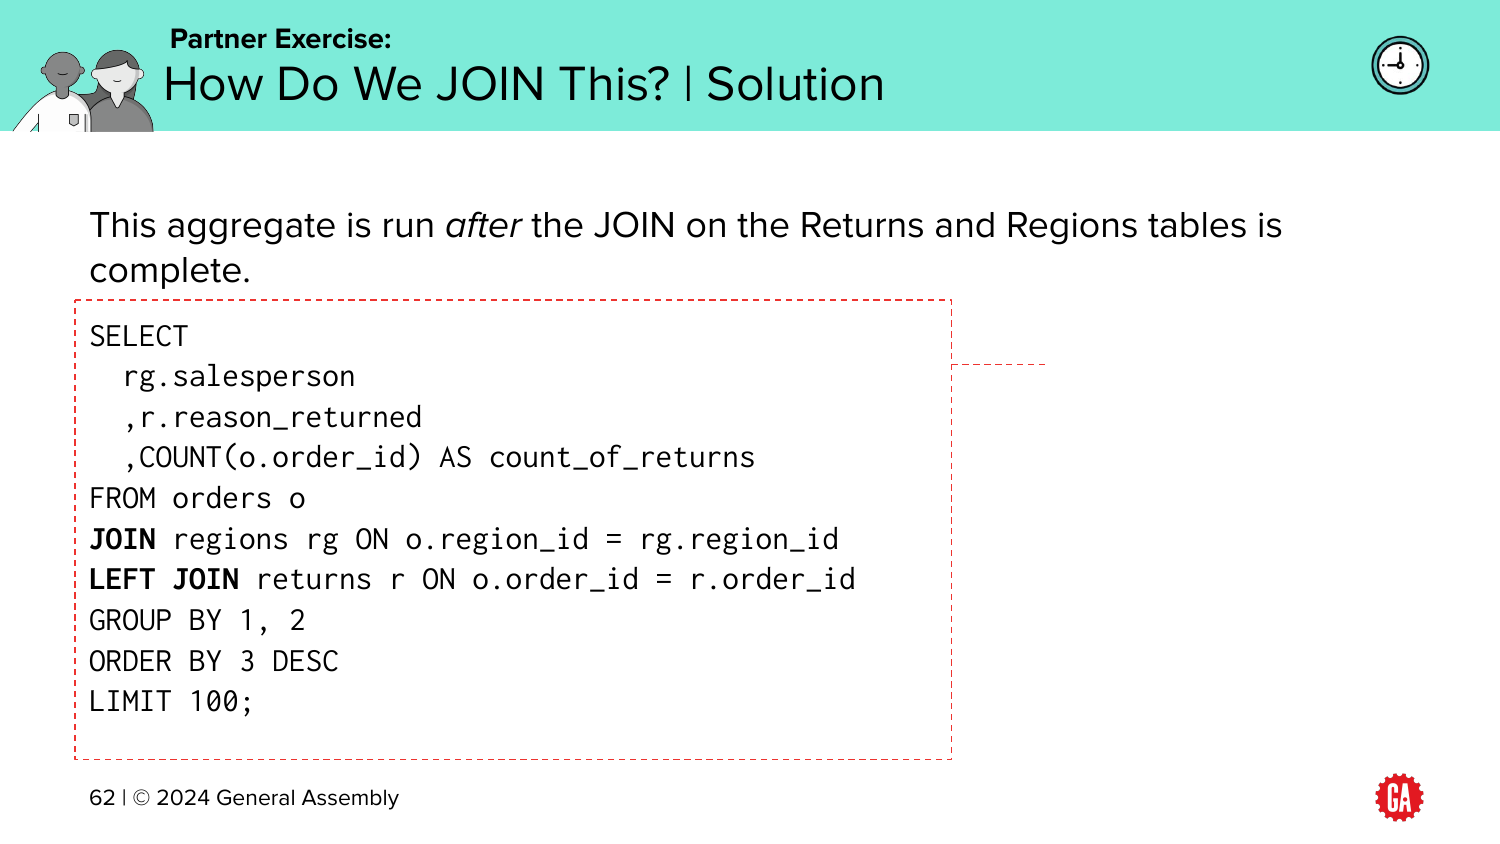 Partner Exercise:
How Do We JOIN This? | Solution
This aggregate is run after the JOIN on the Returns and Regions tables is
complete.
SELECT
  rg.salesperson
  ,r.reason_returned
  ,COUNT(o.order_id) AS count_of_returns
FROM orders o
JOIN regions rg ON o.region_id = rg.region_id
LEFT JOIN returns r ON o.order_id = r.order_id
GROUP BY 1, 2
ORDER BY 3 DESC
LIMIT 100;
62 | © 2024 General Assembly
GA